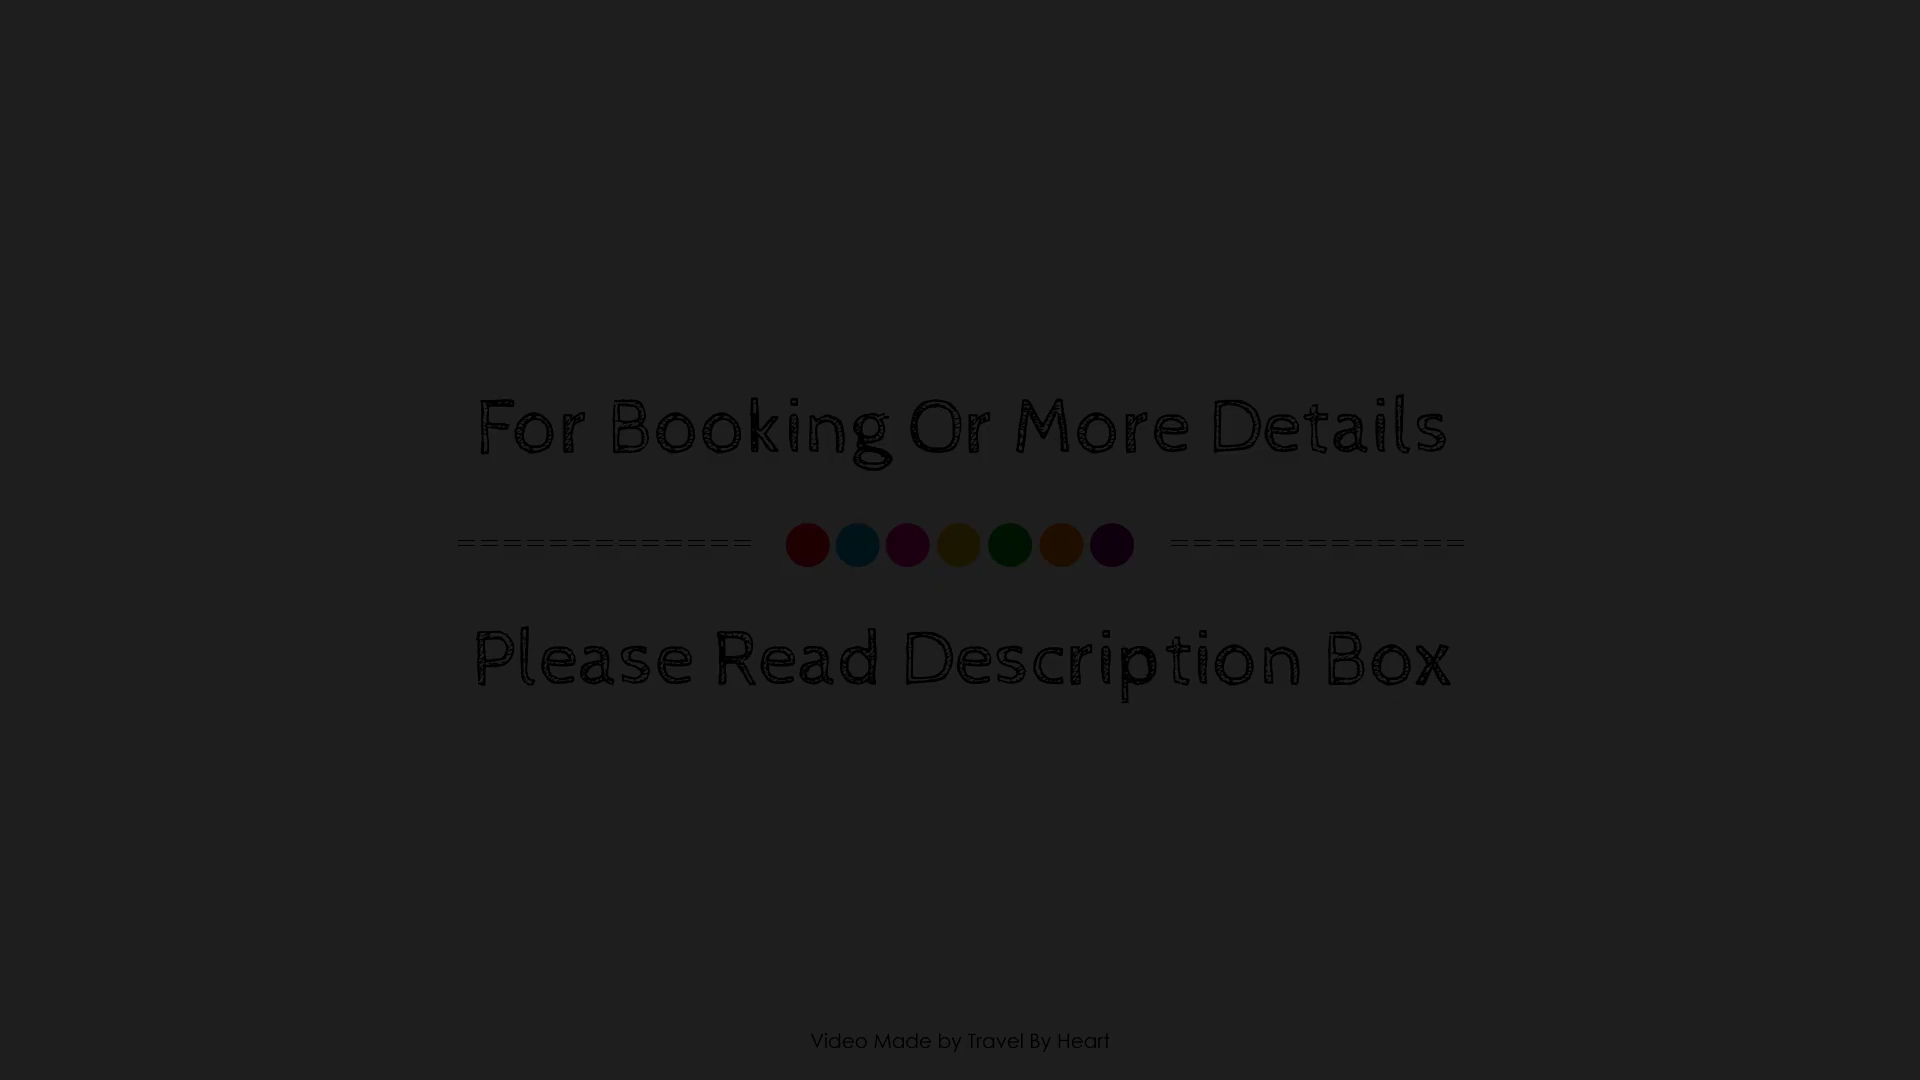 For Booking Or More Details
============= =============
Please Read Description Box
Video Made by Travel By Heart